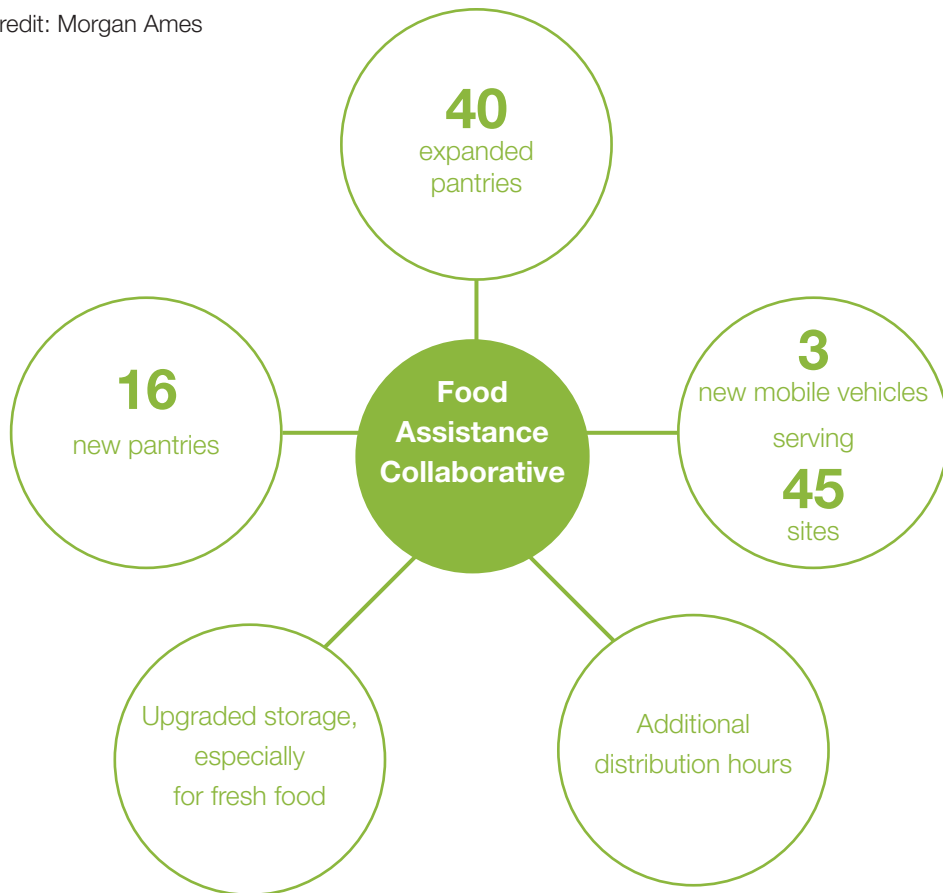 redit: Morgan Ames
40
expanded
pantries
16
new pantries
Food
Assistance
Collaborative
3
new mobile vehicles
serving
45
sites
Upgraded storage,
especially
for fresh food
Additional
distribution hours